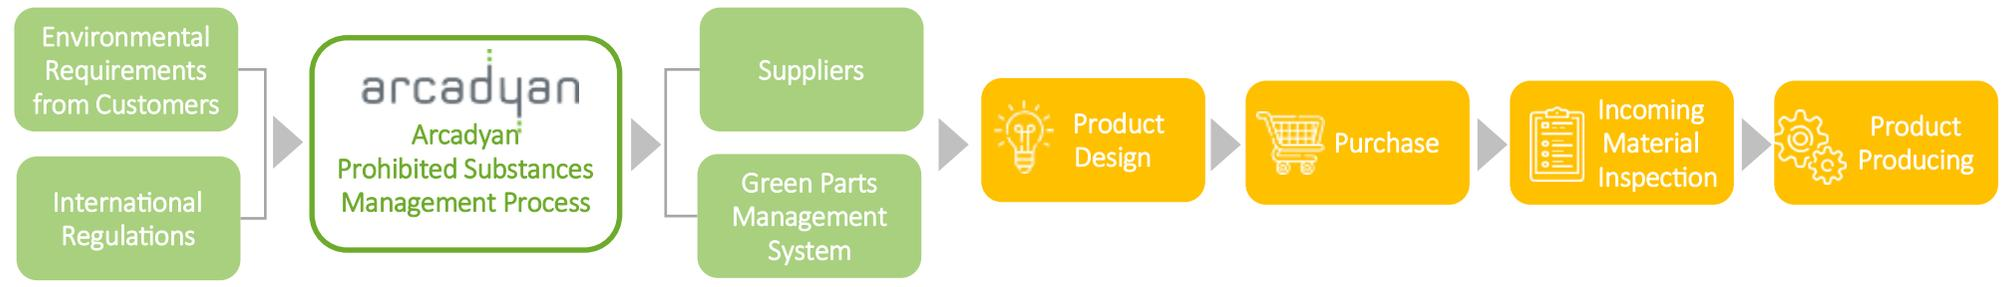 Environmental
Requirements
from Customers
International
Regulations
arcadyan
Arcadyan
Prohibited Substances
Management Process
Suppliers
Green Parts
Management
System
Product
Design
Purchase
Incoming
Material
Inspection
Product
Producing